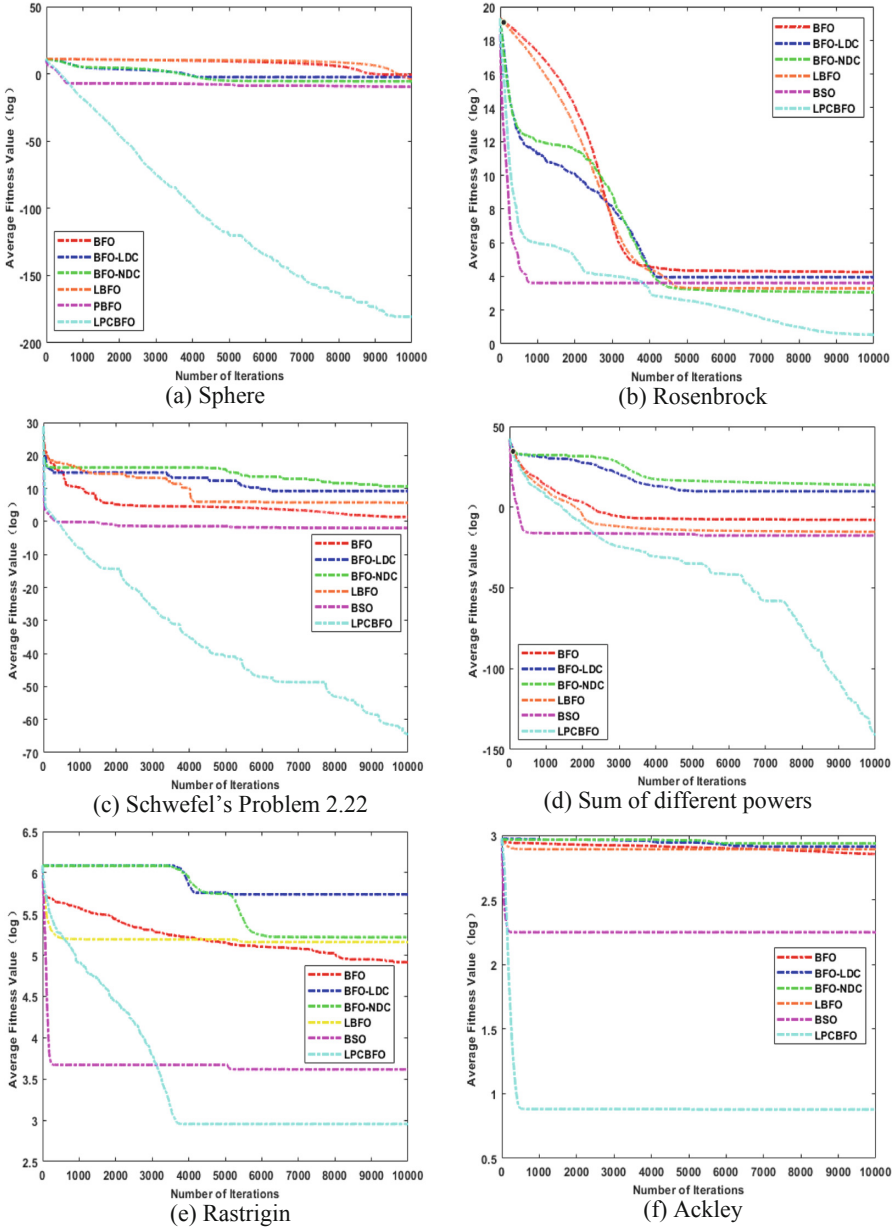 50
0
-50
-100
-150
-200
Average Fitness Value（log）
BFO
BFO-LDC
BFO-NDC
LBFO
PBFO
LPCBFO
0 1000 2000 3000 4000 5000 6000 7000 8000 9000 10000
Number of Iterations
(a) Sphere
20
18
16
14
12
10
8
6
4
2
0
Average Fitness Value（log）
BFO
BFO-LDC
BFO-NDC
LBFO
BSO
LPCBFO
0 1000 2000 3000 4000 5000 6000 7000 8000 9000 10000
Number of Iterations
(b) Rosenbrock
30
20
10
0
-10
-20
-30
-40
-50
-60
-70
Average Fitness Value（log）
BFO
BFO-LDC
BFO-NDC
LBFO
BSO
LPCBFO
0 1000 2000 3000 4000 5000 6000 7000 8000 9000 10000
Number of Iterations
(c) Schwefel's Problem 2.22
50
0
-50
-100
-150
Average Fitness Value（log）
BFO
BFO-LDC
BFO-NDC
LBFO
BSO
LPCBFO
0 1000 2000 3000 4000 5000 6000 7000 8000 9000 10000
Number of Iterations
(d) Sum of different powers
6.5
6
5.5
5
4.5
4
3.5
3
2.5
Average Fitness Value（log）
BFO
BFO-LDC
BFO-NDC
LBFO
BSO
LPCBFO
0 1000 2000 3000 4000 5000 6000 7000 8000 9000 10000
Number of Iterations
(e) Rastrigin
3
2.5
2
1.5
1
0.5
Average Fitness Value（log）
BFO
BFO-LDC
BFO-NDC
LBFO
BSO
LPCBFO
0 1000 2000 3000 4000 5000 6000 7000 8000 9000 10000
Number of Iterations
(f) Ackley